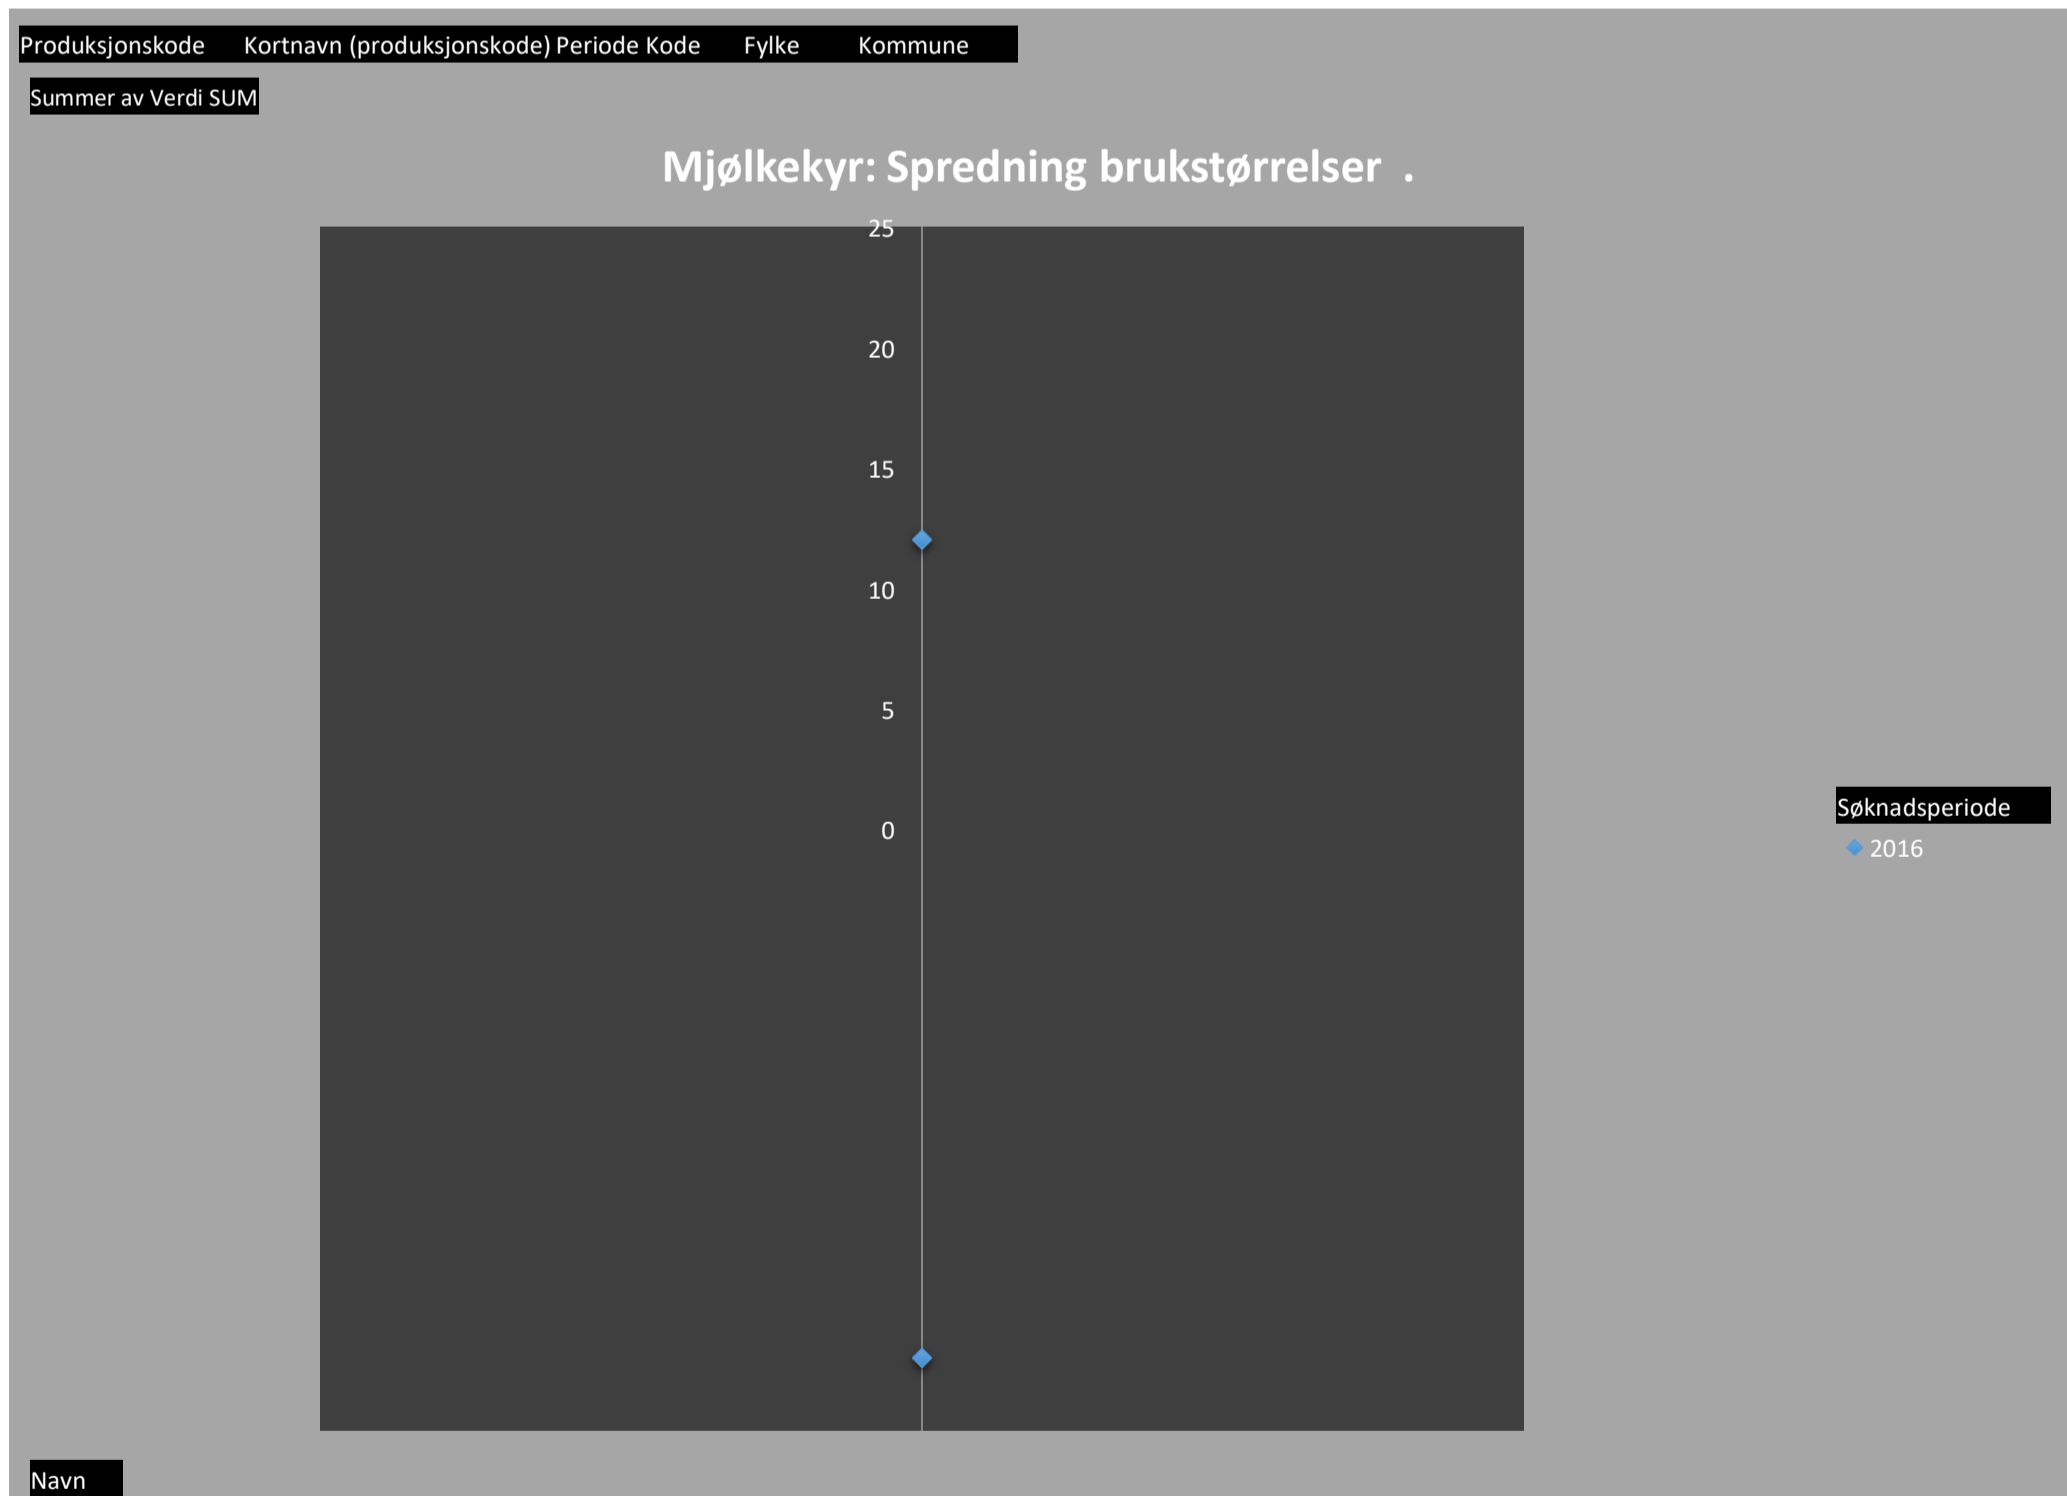 Produksjonskode Kortnavn (produksjonskode) Periode Kode Fylke Kommune
Summer av Verdi SUM
Mjølkekyr: Spredning brukstørrelser .
25
20
15
10
5
0
Søknadsperiode
2016
Navn